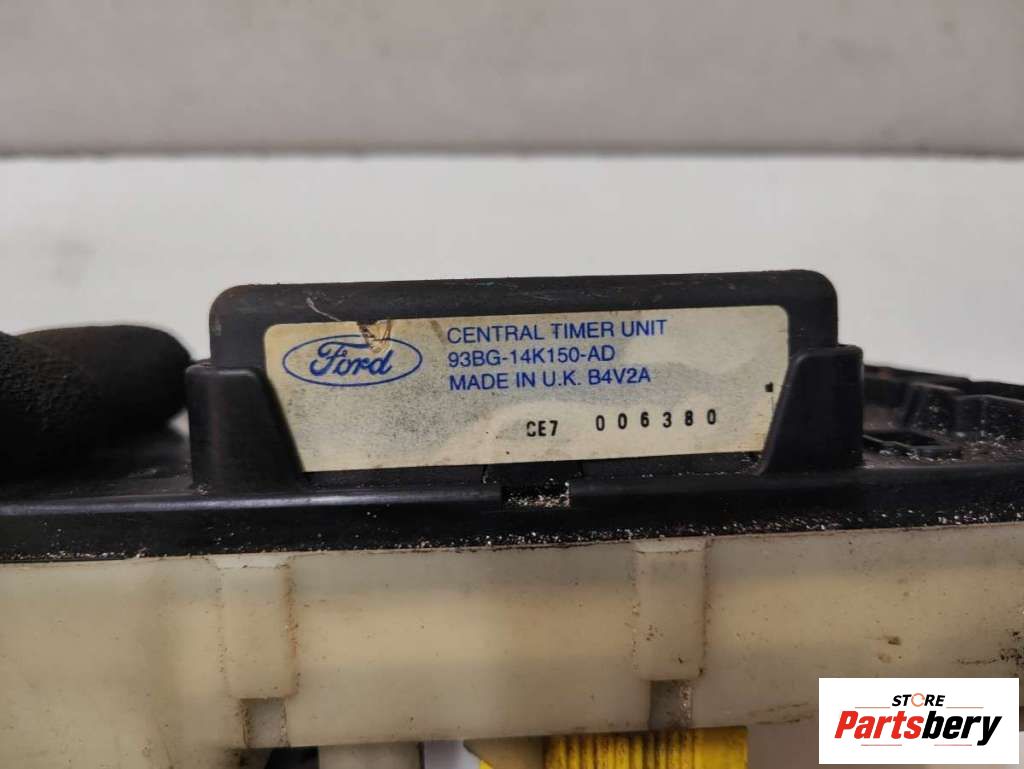 Ford
CENTRAL TIMER UNIT
93BG-14K150-AD
MADE IN U.K. B4V2A
CE7 006380
STORE
Partsbery